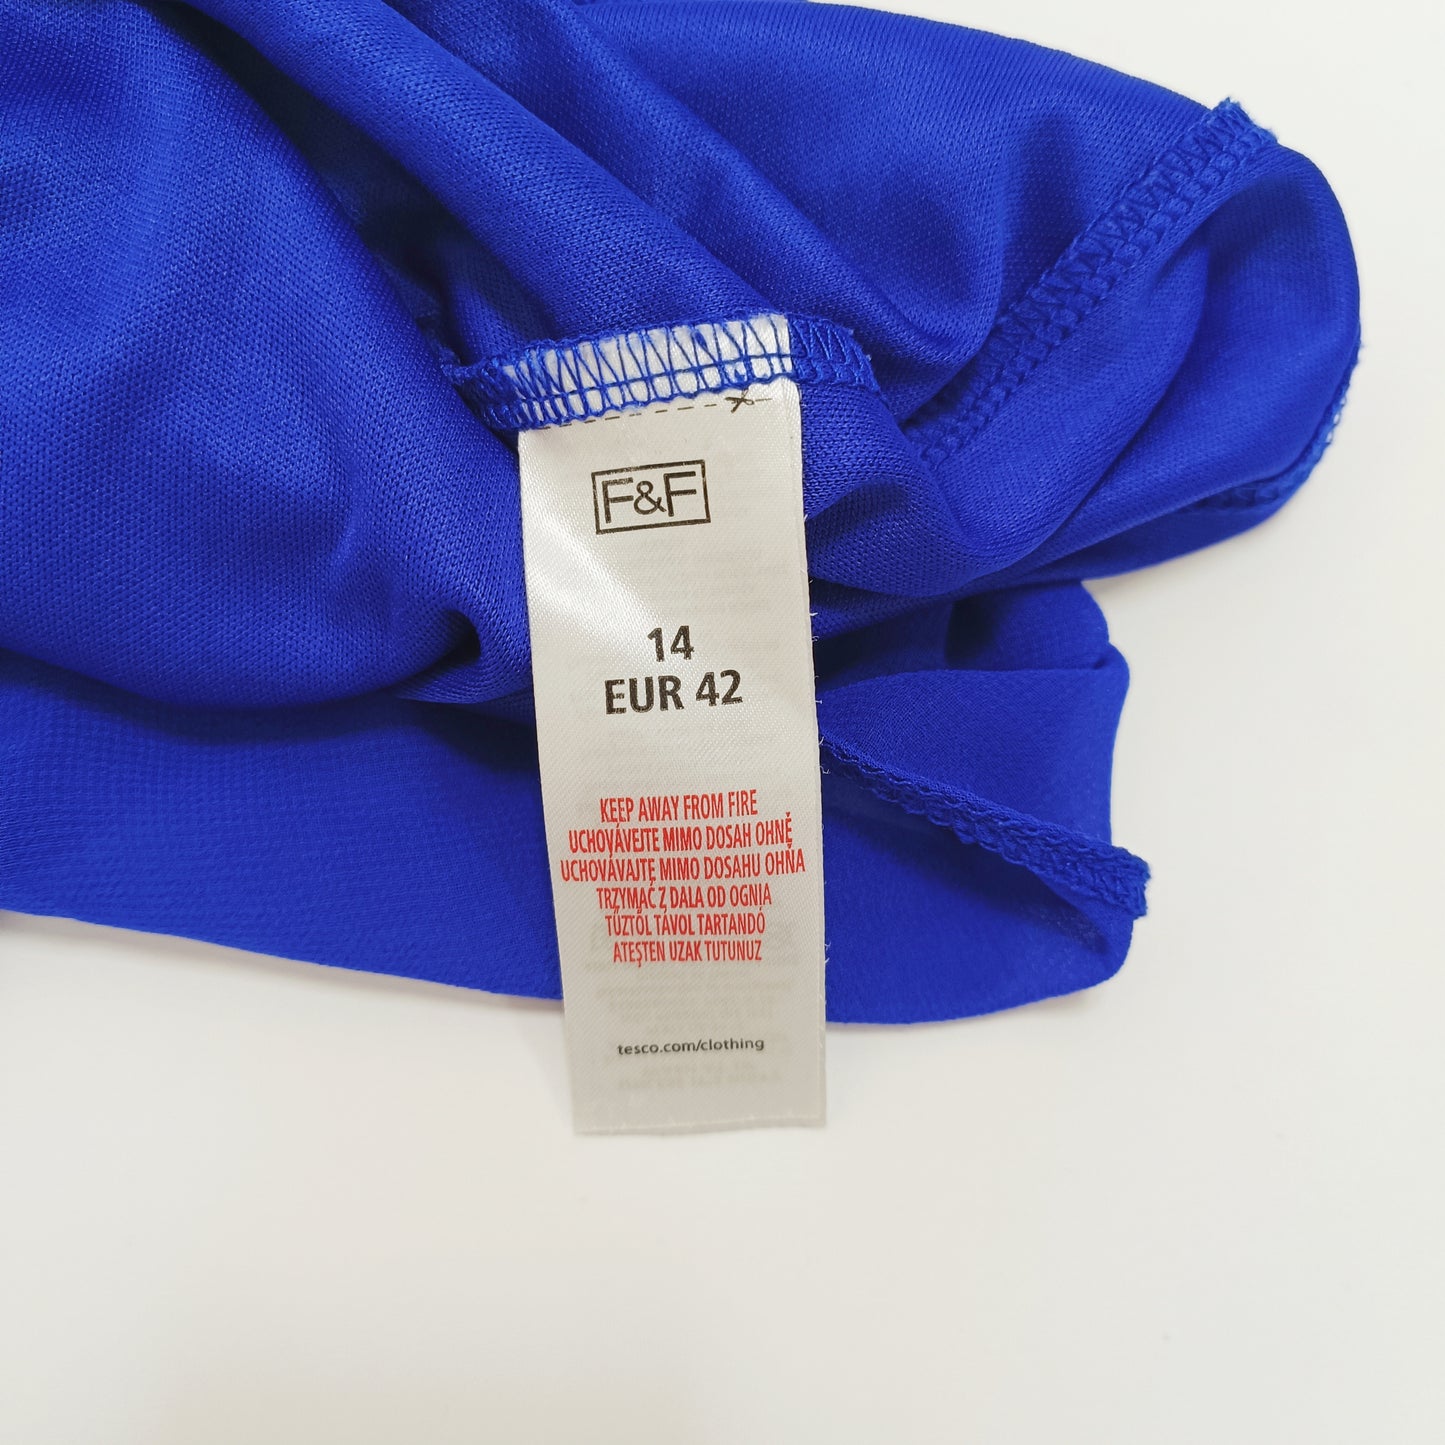 F&F
14
EUR 42
KEEP AWAY FROM FIRE
UCHOVÁVEJTE MIMO DOSAH OHNĚ
UCHOVÁVAJTE MIMO DOSAHU OHŇA
TRZYMAĆ Z DALA OD OGNIA
TŰZTŐL TÁVOL TARTANDÓ
ATEŞTEN UZAK TUTUNUZ
tesco.com/clothing